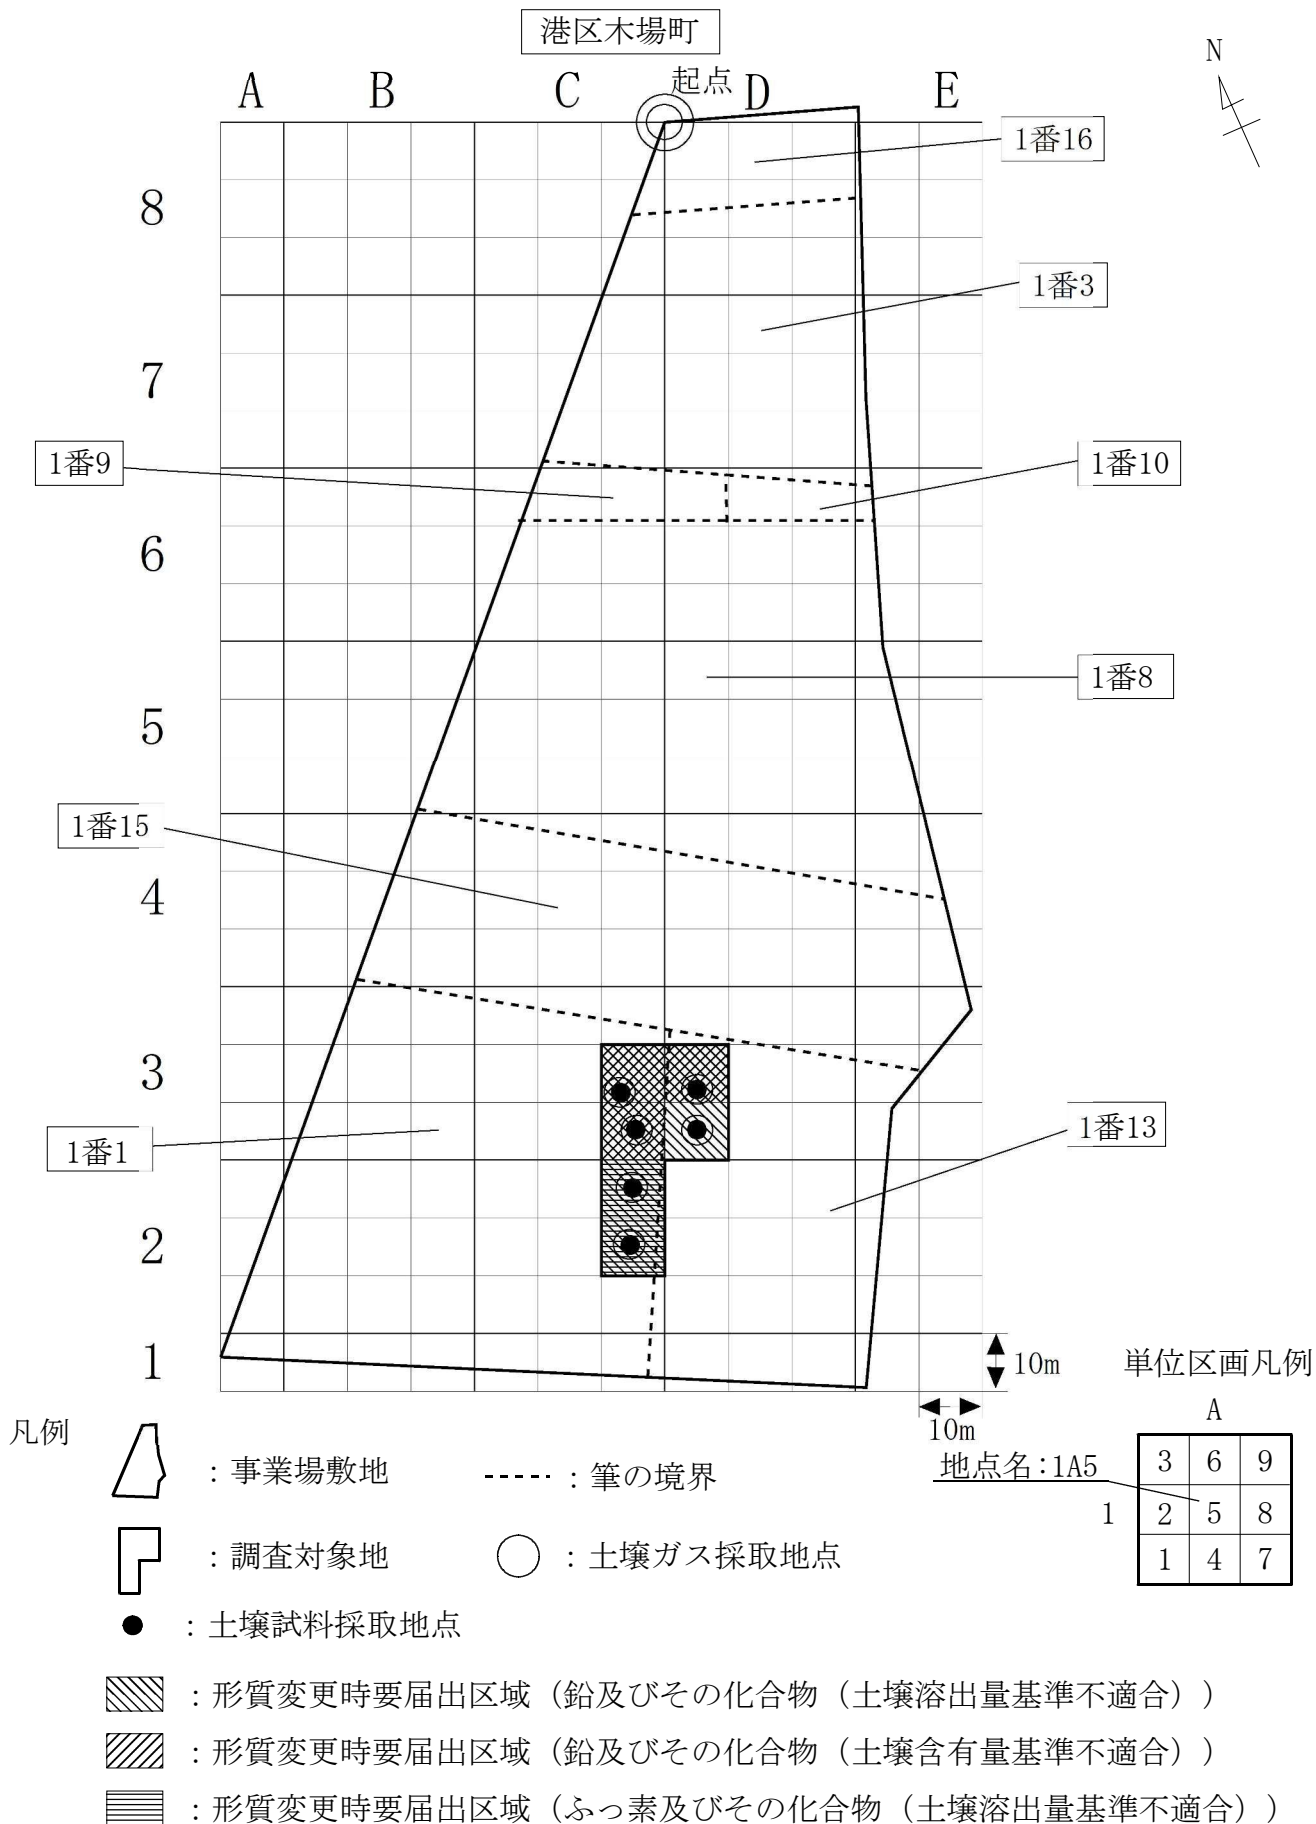 港区木場町
N
起点
A B C D E
1番16
8
1番3
7
1番9
1番10
6
1番8
5
1番15
4
3
1番13
1番1
2
1
10m
10m
単位区画凡例
A
3 6 9
地点名:1A5
1
2 5 8
1 4 7
凡例
:事業場敷地
:筆の境界
:調査対象地
:土壌ガス採取地点
:土壌試料採取地点
:形質変更時要届出区域(鉛及びその化合物(土壌溶出量基準不適合))
:形質変更時要届出区域(鉛及びその化合物(土壌含有量基準不適合))
:形質変更時要届出区域(ふっ素及びその化合物(土壌溶出量基準不適合))